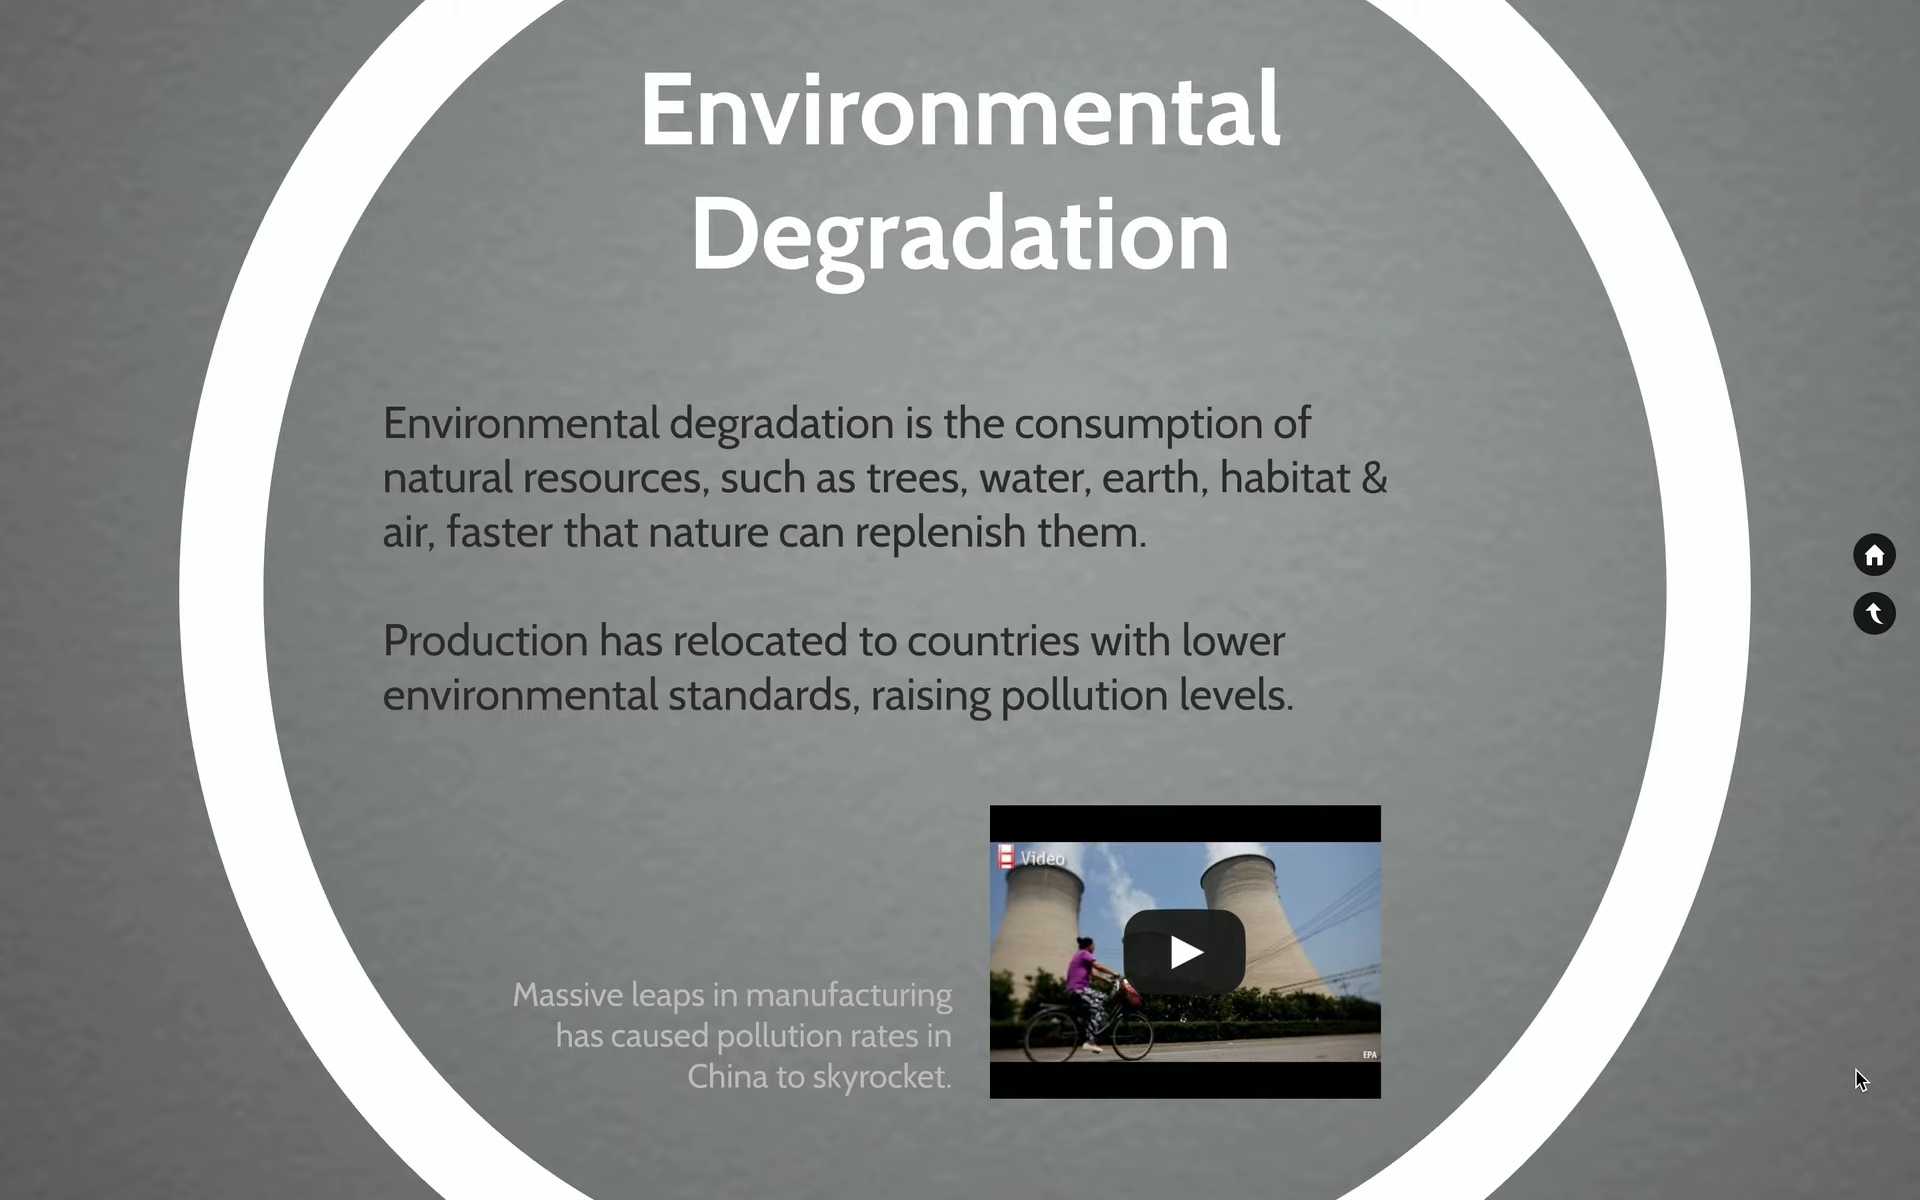 Environmental
Degradation
Environmental degradation is the consumption of
natural resources, such as trees, water, earth, habitat &
air, faster that nature can replenish them.
Production has relocated to countries with lower
environmental standards, raising pollution levels.
Video
EPA
Massive leaps in manufacturing
has caused pollution rates in
China to skyrocket.